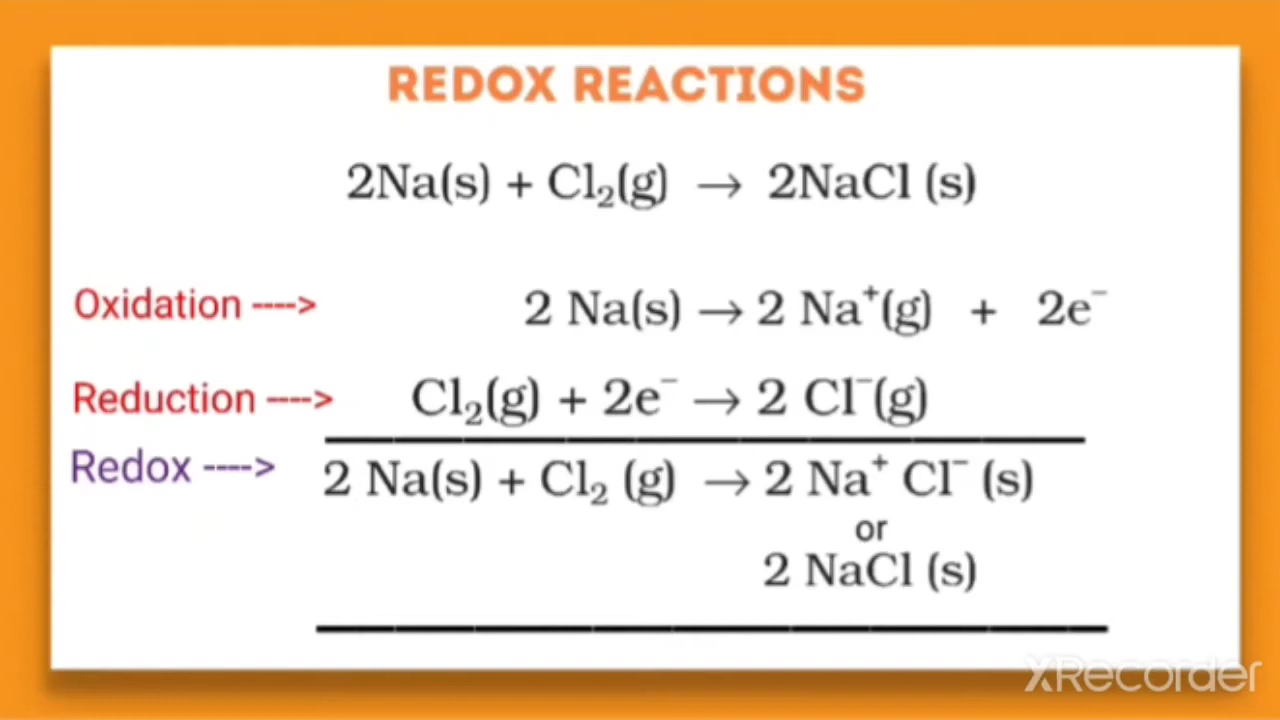 REDOX REACTIONS
2Na(s) + Cl₂(g) → 2NaCl (s)
Oxidation ----> 2 Na(s) → 2 Na⁺(g) + 2e⁻
Reduction ----> Cl₂(g) + 2e⁻ → 2 Cl⁻(g)
Redox ----> 2 Na(s) + Cl₂ (g) → 2 Na⁺ Cl⁻ (s)
or
2 NaCl (s)
XRecorder